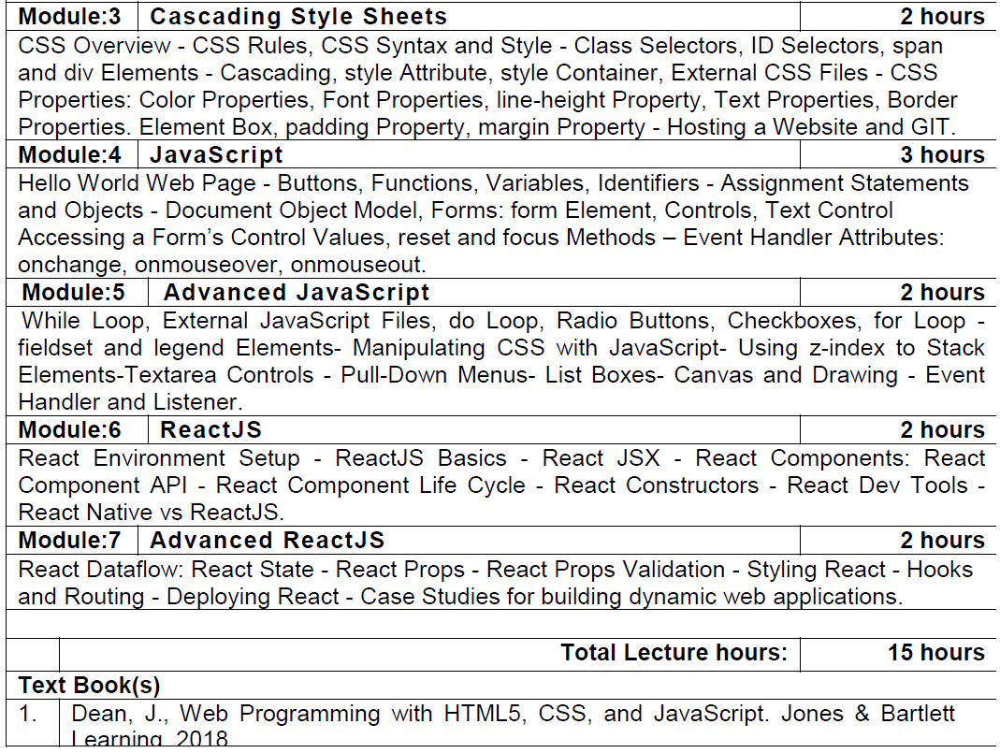 Module:3 Cascading Style Sheets 2 hours
CSS Overview - CSS Rules, CSS Syntax and Style - Class Selectors, ID Selectors, span
and div Elements - Cascading, style Attribute, style Container, External CSS Files - CSS
Properties: Color Properties, Font Properties, line-height Property, Text Properties, Border
Properties. Element Box, padding Property, margin Property - Hosting a Website and GIT.
Module:4 JavaScript 3 hours
Hello World Web Page - Buttons, Functions, Variables, Identifiers - Assignment Statements
and Objects - Document Object Model, Forms: form Element, Controls, Text Control
Accessing a Form’s Control Values, reset and focus Methods – Event Handler Attributes:
onchange, onmouseover, onmouseout.
Module:5 Advanced JavaScript 2 hours
While Loop, External JavaScript Files, do Loop, Radio Buttons, Checkboxes, for Loop -
fieldset and legend Elements- Manipulating CSS with JavaScript- Using z-index to Stack
Elements-Textarea Controls - Pull-Down Menus- List Boxes- Canvas and Drawing - Event
Handler and Listener.
Module:6 ReactJS 2 hours
React Environment Setup - ReactJS Basics - React JSX - React Components: React
Component API - React Component Life Cycle - React Constructors - React Dev Tools -
React Native vs ReactJS.
Module:7 Advanced ReactJS 2 hours
React Dataflow: React State - React Props - React Props Validation - Styling React - Hooks
and Routing - Deploying React - Case Studies for building dynamic web applications.
Total Lecture hours: 15 hours
Text Book(s)
1. Dean, J., Web Programming with HTML5, CSS, and JavaScript. Jones & Bartlett
Learning, 2018